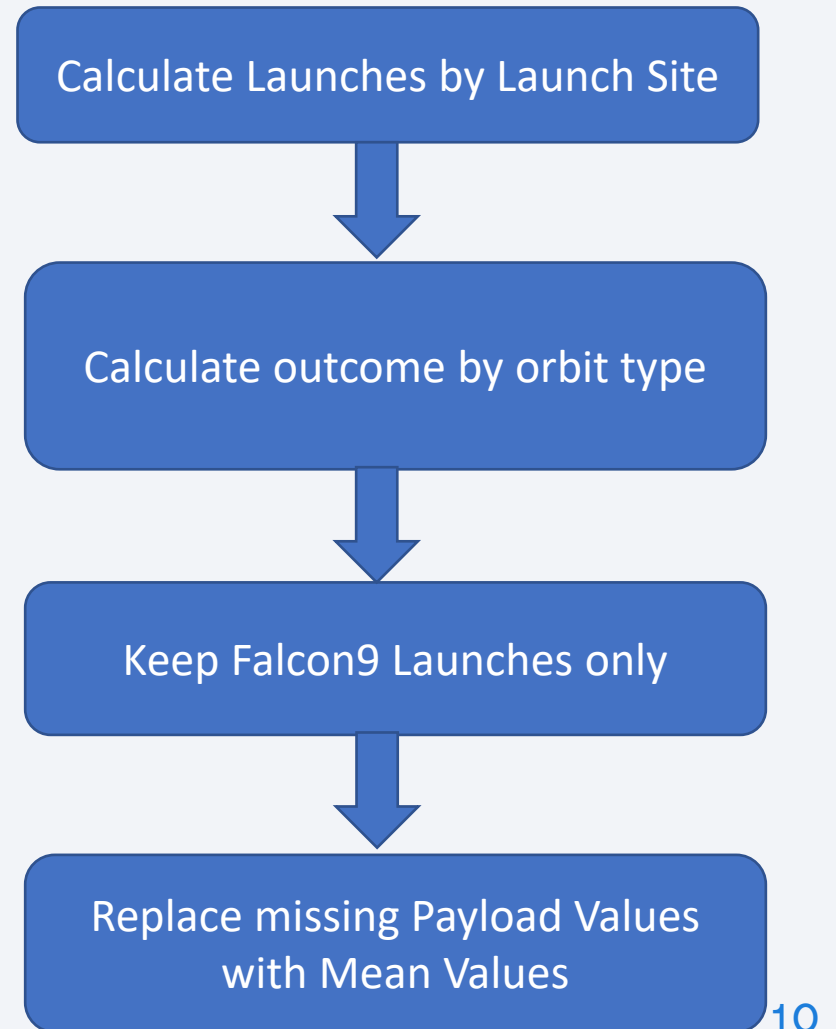 Calculate Launches by Launch Site
Calculate outcome by orbit type
Keep Falcon9 Launches only
Replace missing Payload Values
with Mean Values
10